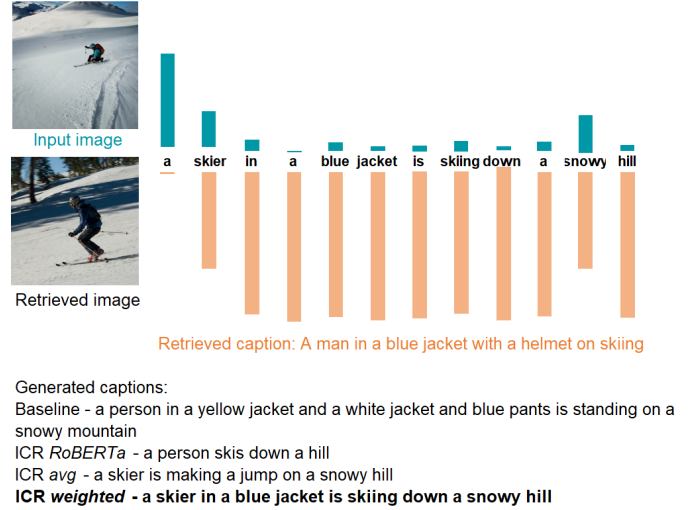 Input image
a skier in a blue jacket is skiing down a snowy hill
Retrieved image
Retrieved caption: A man in a blue jacket with a helmet on skiing
Generated captions:
Baseline - a person in a yellow jacket and a white jacket and blue pants is standing on a
snowy mountain
ICR RoBERTa - a person skis down a hill
ICR avg - a skier is making a jump on a snowy hill
ICR weighted - a skier in a blue jacket is skiing down a snowy hill